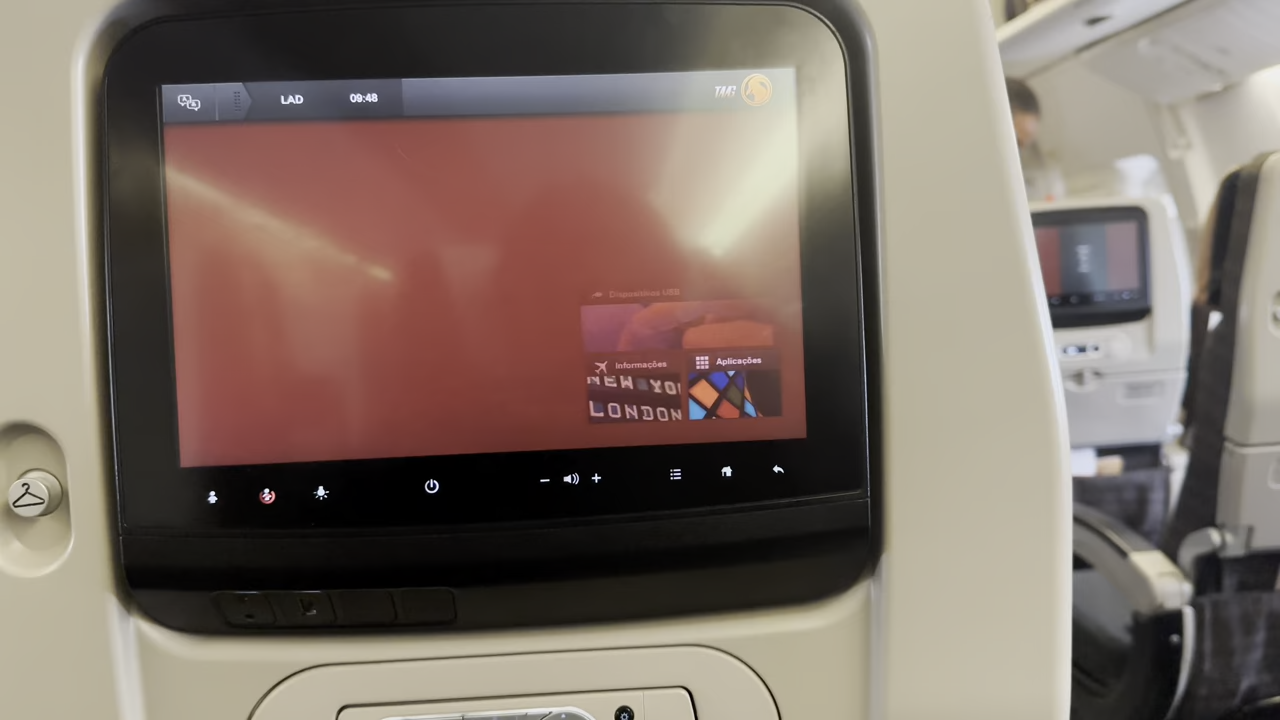 LAD 09:48 TAAG
Dispositivos USB
Informações Aplicações
NEW YO
LONDON